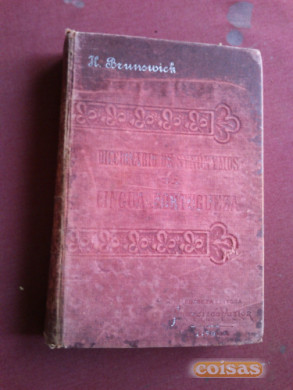 H. Brunswick
DICCIONARIO DE SYNONYMOS
DA
LINGUA PORTUGUEZA
coisas